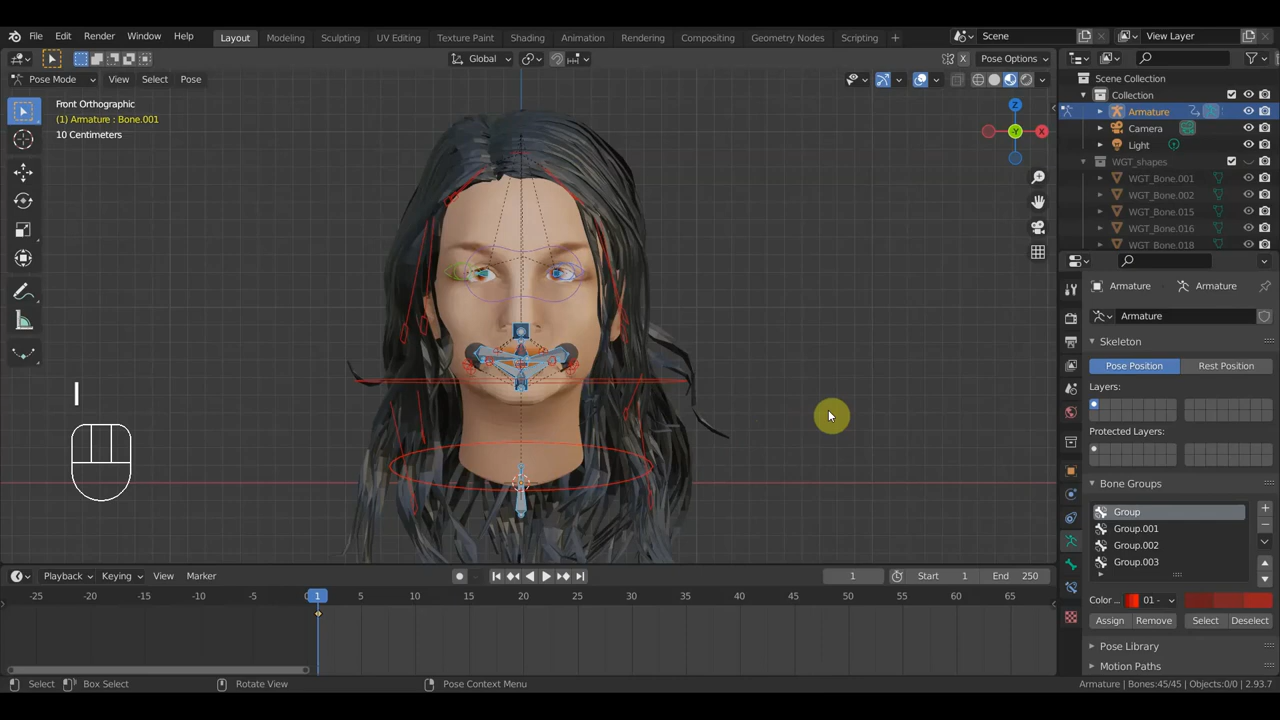 File Edit Render Window Help Layout Modeling Sculpting UV Editing Texture Paint Shading Animation Rendering Compositing Geometry Nodes Scripting + Scene View Layer
Global X Pose Options
Pose Mode View Select Pose
Scene Collection
Collection
Armature
Camera
Light
WGT_shapes
WGT_Bone.001
WGT_Bone.002
WGT_Bone.015
WGT_Bone.016
WGT_Bone.018
Front Orthographic
(1) Armature : Bone.001
10 Centimeters
Z
Y
X
I
Armature Armature
Armature
Skeleton
Pose Position Rest Position
Layers:
Protected Layers:
Bone Groups
Group
Group.001
Group.002
Group.003
Color ... 01 -
Assign Remove Select Deselect
Pose Library
Motion Paths
Playback Keying View Marker 1 Start 1 End 250
-25 -20 -15 -10 -5 1 5 10 15 20 25 30 35 40 45 50 55 60 65
Select Box Select Rotate View Pose Context Menu Armature | Bones:45/45 | Objects:0/0 | 2.93.7